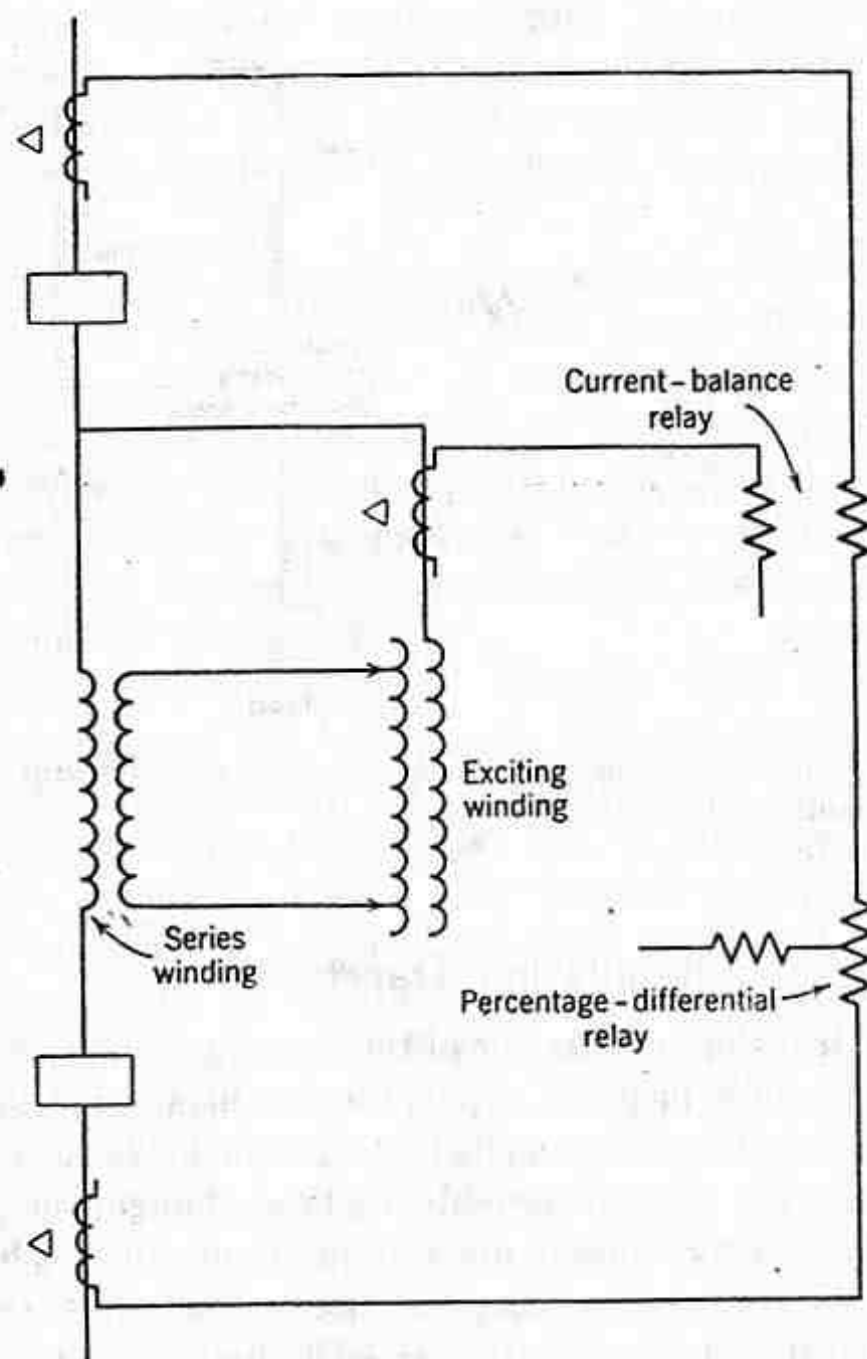 Current-balance
relay
Exciting
winding
Series
winding
Percentage-differential
relay